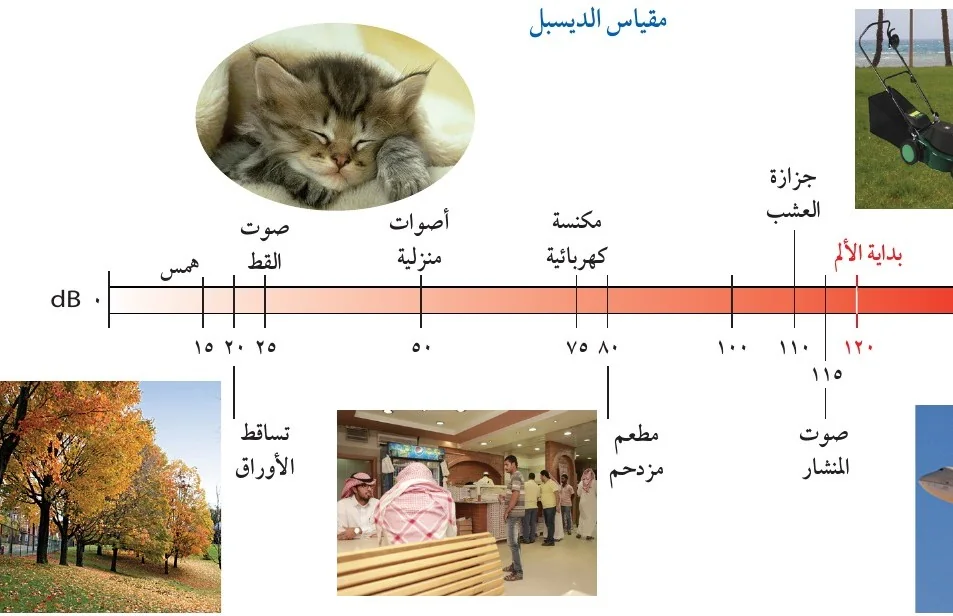 مقياس الديسبل
جزازة
العشب
مكنسة
كهربائية
أصوات
منزلية
صوت
القط
همس
بداية الألم
dB ٠
١٥ ٢٠ ٢٥ ٥٠ ٧٥ ٨٠ ١٠٠ ١١٠ ١٢٠
١١٥
تساقط
الأوراق
مطعم
مزدحم
صوت
المنشار